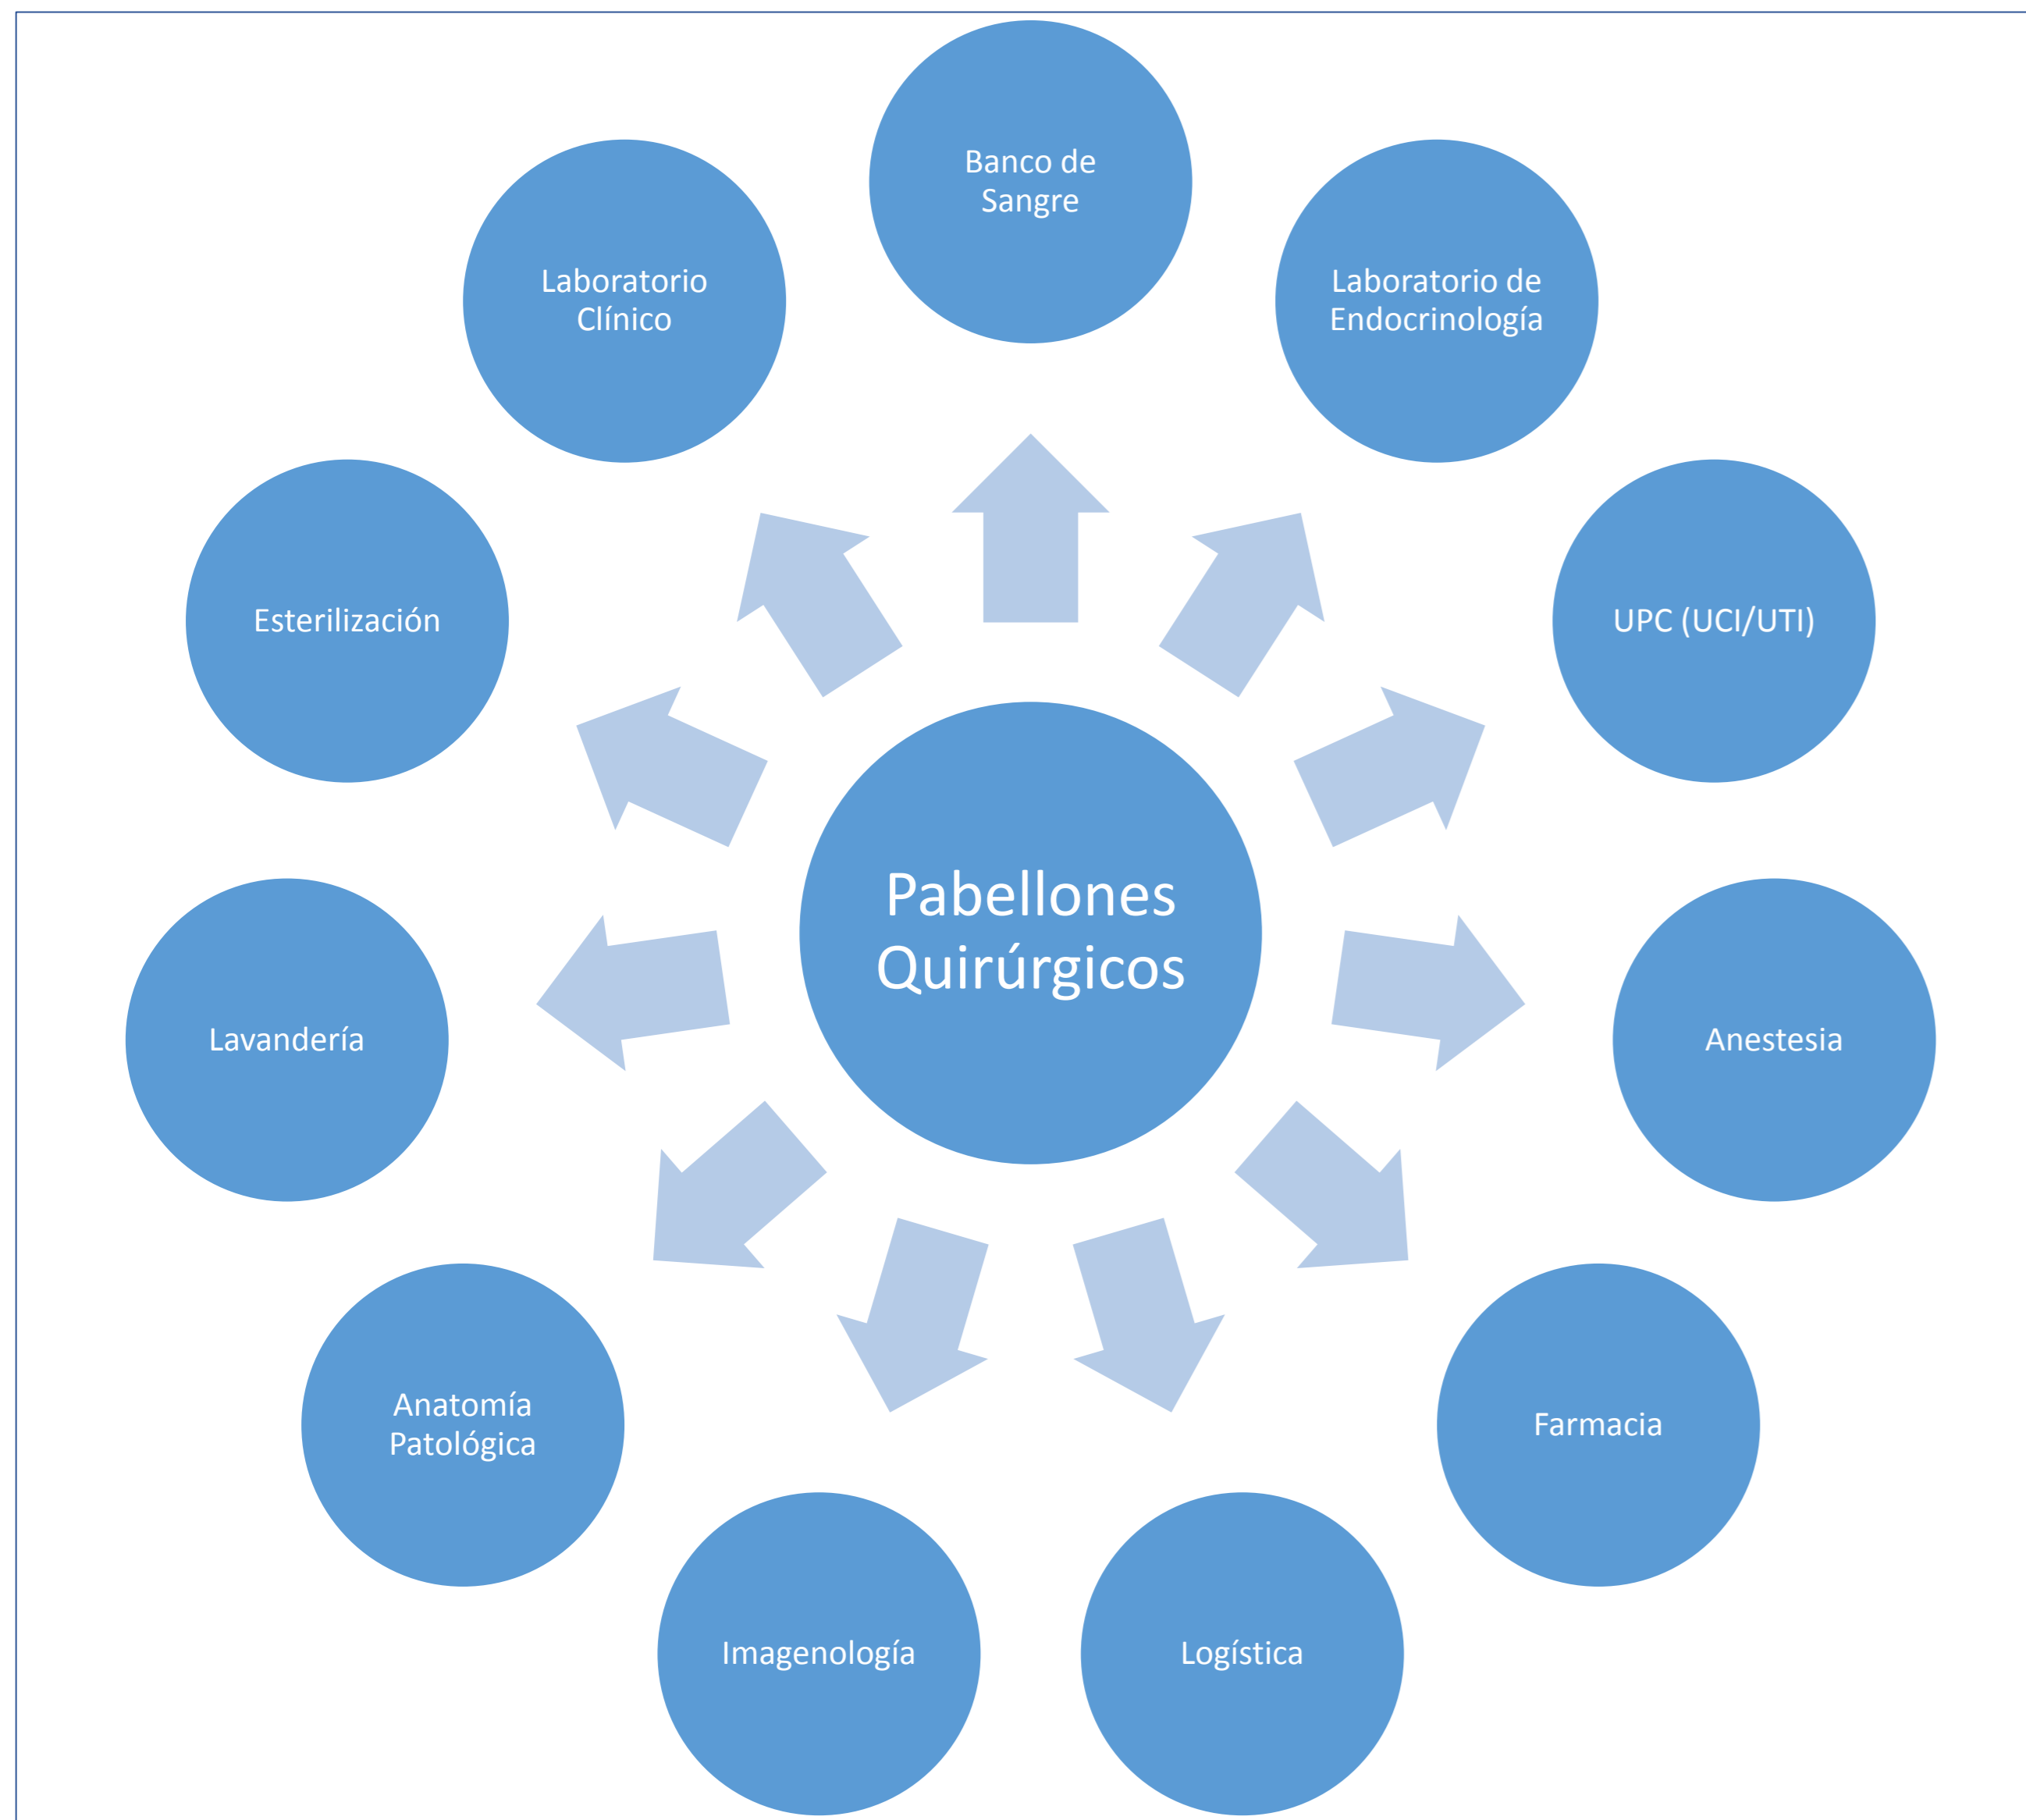 Banco de
Sangre
Laboratorio de
Endocrinología
UPC (UCI/UTI)
Anestesia
Farmacia
Logística
Imagenología
Anatomía
Patológica
Lavandería
Esterilización
Laboratorio
Clínico
Pabellones
Quirúrgicos